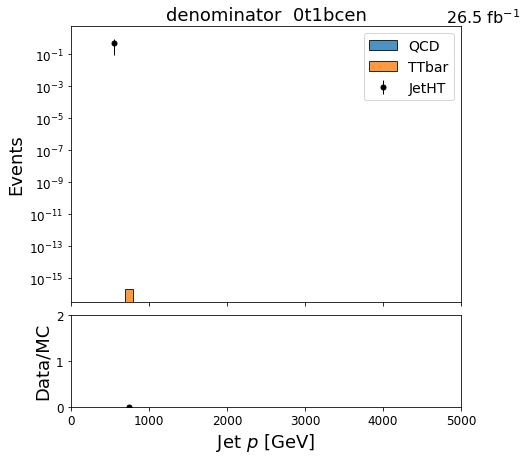 denominator 0t1bcen
26.5 fb⁻¹
QCD
TTbar
JetHT
Events
10⁻¹
10⁻³
10⁻⁵
10⁻⁷
10⁻⁹
10⁻¹¹
10⁻¹³
10⁻¹⁵
Data/MC
2
1
0
0 1000 2000 3000 4000 5000
Jet p [GeV]